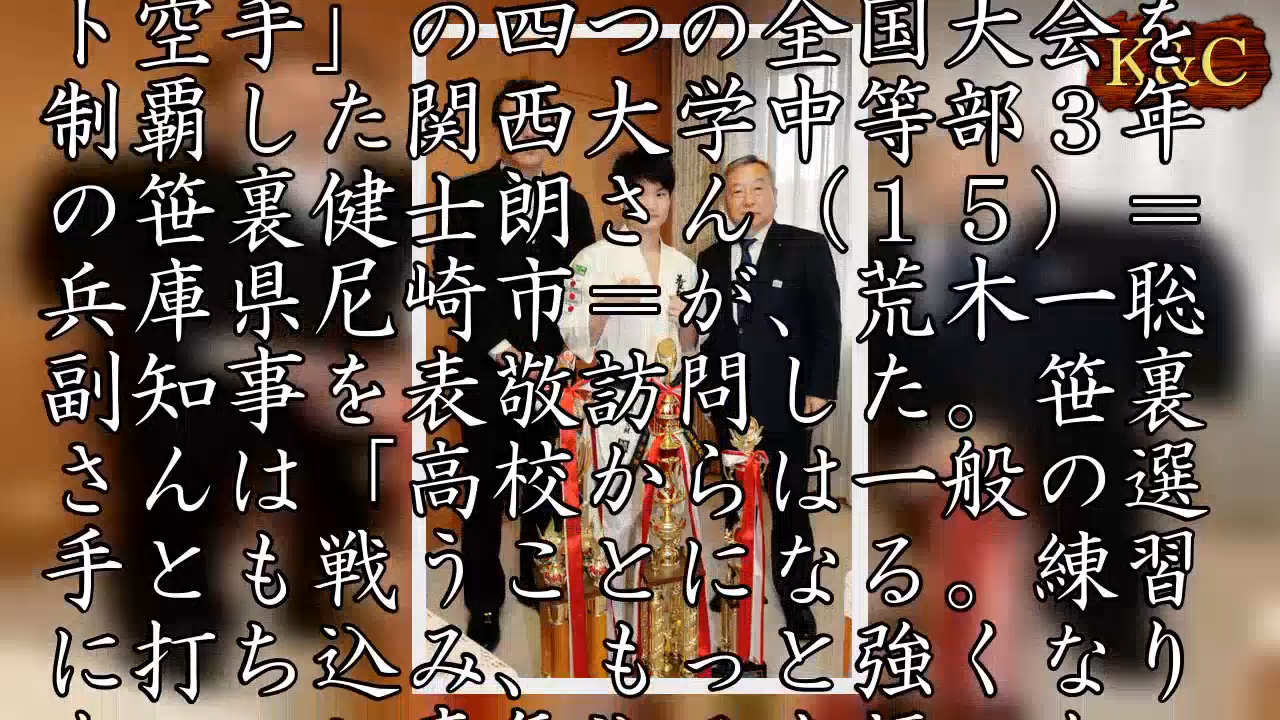 ト空手」の四つの全国大会を
K&C
制覇した関西大学中等部３年
の笹裏健士朗さん（１５）＝
兵庫県尼崎市＝が、荒木一聡
副知事を表敬訪問した。笹裏
さんは「高校からは一般の選
手とも戦うことになる。練習
に打ち込み、もっと強くなり